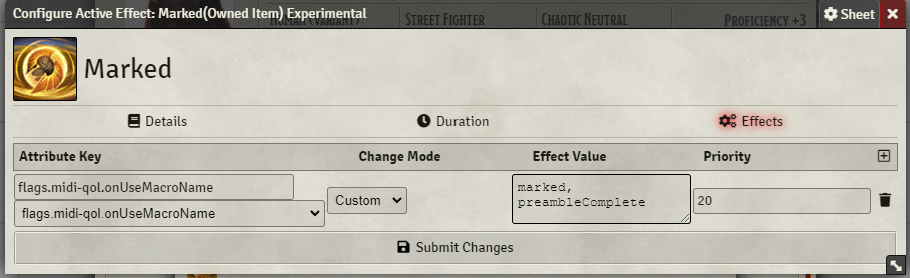 HUMAN (VARIANT) STREET FIGHTER CHAOTIC NEUTRAL PROFICIENCY +3
Configure Active Effect: Marked(Owned Item) Experimental Sheet
Marked
Details Duration Effects
Attribute Key Change Mode Effect Value Priority
flags.midi-qol.onUseMacroName
flags.midi-qol.onUseMacroName
Custom
marked,
preambleComplete
20
Submit Changes